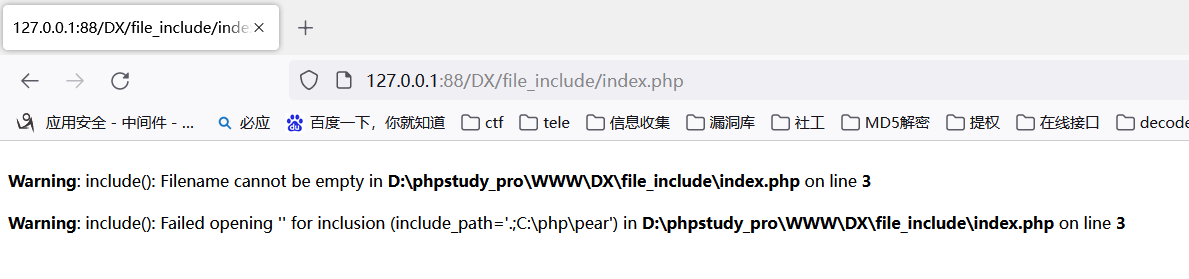 127.0.0.1:88/DX/file_include/inde
127.0.0.1:88/DX/file_include/index.php
应用安全 - 中间件 - ... 必应 百度一下，你就知道 ctf tele 信息收集 漏洞库 社工 MD5解密 提权 在线接口 decode
Warning: include(): Filename cannot be empty in D:\phpstudy_pro\WWW\DX\file_include\index.php on line 3
Warning: include(): Failed opening '' for inclusion (include_path='.;C:\php\pear') in D:\phpstudy_pro\WWW\DX\file_include\index.php on line 3